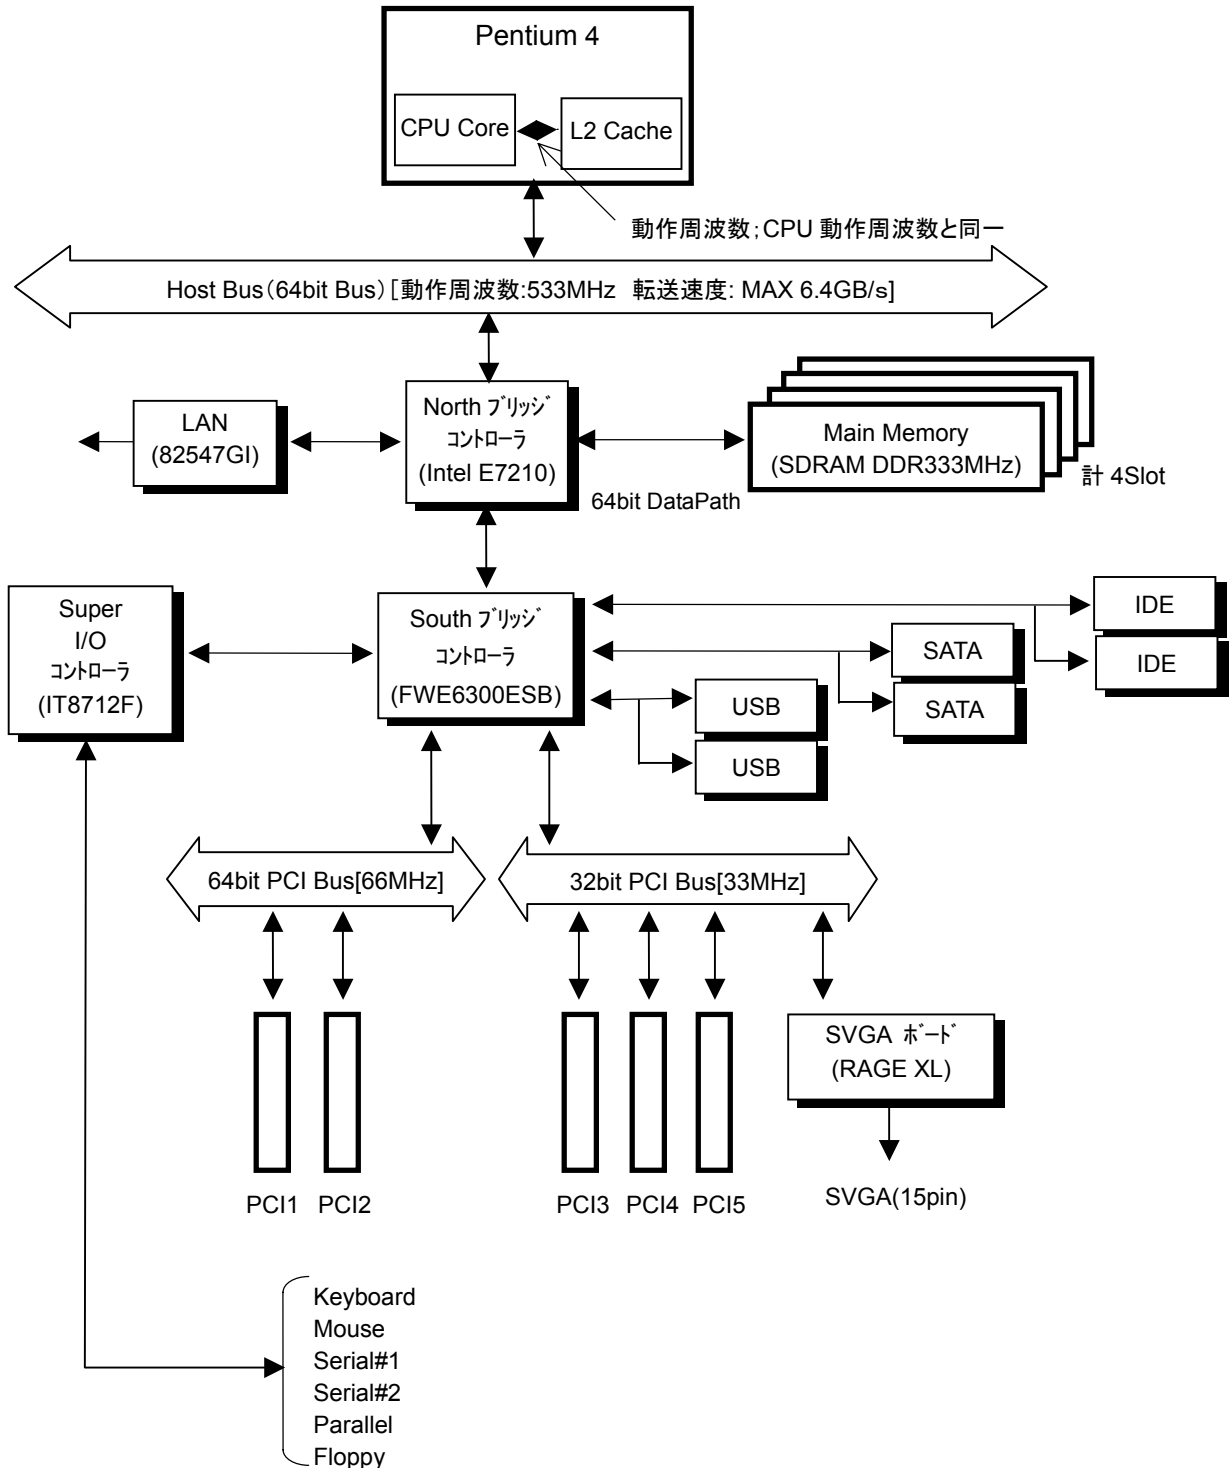 Pentium 4
CPU Core
L2 Cache
動作周波数；CPU 動作周波数と同一
Host Bus（64bit Bus）[動作周波数:533MHz 転送速度: MAX 6.4GB/ｓ]
LAN
(82547GI)
North ﾌﾞﾘｯｼﾞ
ｺﾝﾄﾛｰﾗ
(Intel E7210)
Main Memory
(SDRAM DDR333MHz)
計 4Slot
64bit DataPath
Super
I/O
ｺﾝﾄﾛｰﾗ
(IT8712F)
South ﾌﾞﾘｯｼﾞ
ｺﾝﾄﾛｰﾗ
(FWE6300ESB)
IDE
IDE
SATA
SATA
USB
USB
64bit PCI Bus[66MHz]
32bit PCI Bus[33MHz]
SVGA ﾎﾞｰﾄﾞ
(RAGE XL)
PCI1
PCI2
PCI3
PCI4
PCI5
SVGA(15pin)
Keyboard
Mouse
Serial#1
Serial#2
Parallel
Floppy